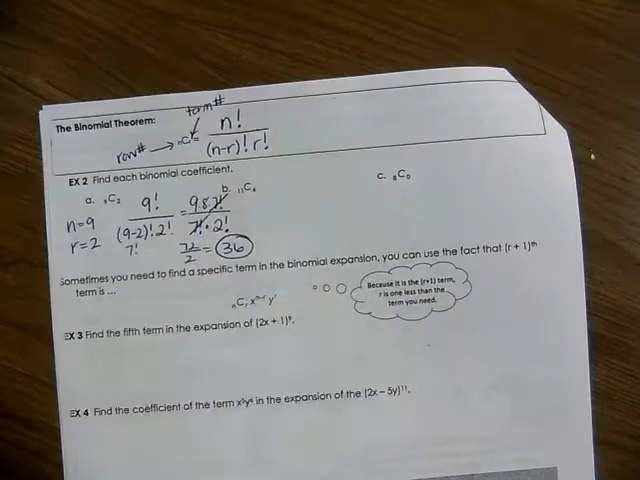 term#
The Binomial Theorem:
row# → nCr = n! / (n-r)! r!
EX 2 Find each binomial coefficient.
a. ₉C₂ b. ₁₁C₄ c. ₈C₀
n=9
r=2
9! / (9-2)! 2! = 9·8·7! / 7!·2!
7!
72/2 = 36
Sometimes you need to find a specific term in the binomial expansion, you can use the fact that (r + 1)ᵗʰ
term is ...
nCr xⁿ⁻ʳ yʳ
Because it is the (r+1) term,
r is one less than the
term you need.
EX 3 Find the fifth term in the expansion of (2x + 1)⁹.
EX 4 Find the coefficient of the term x⁵y⁶ in the expansion of the (2x – 5y)¹¹.